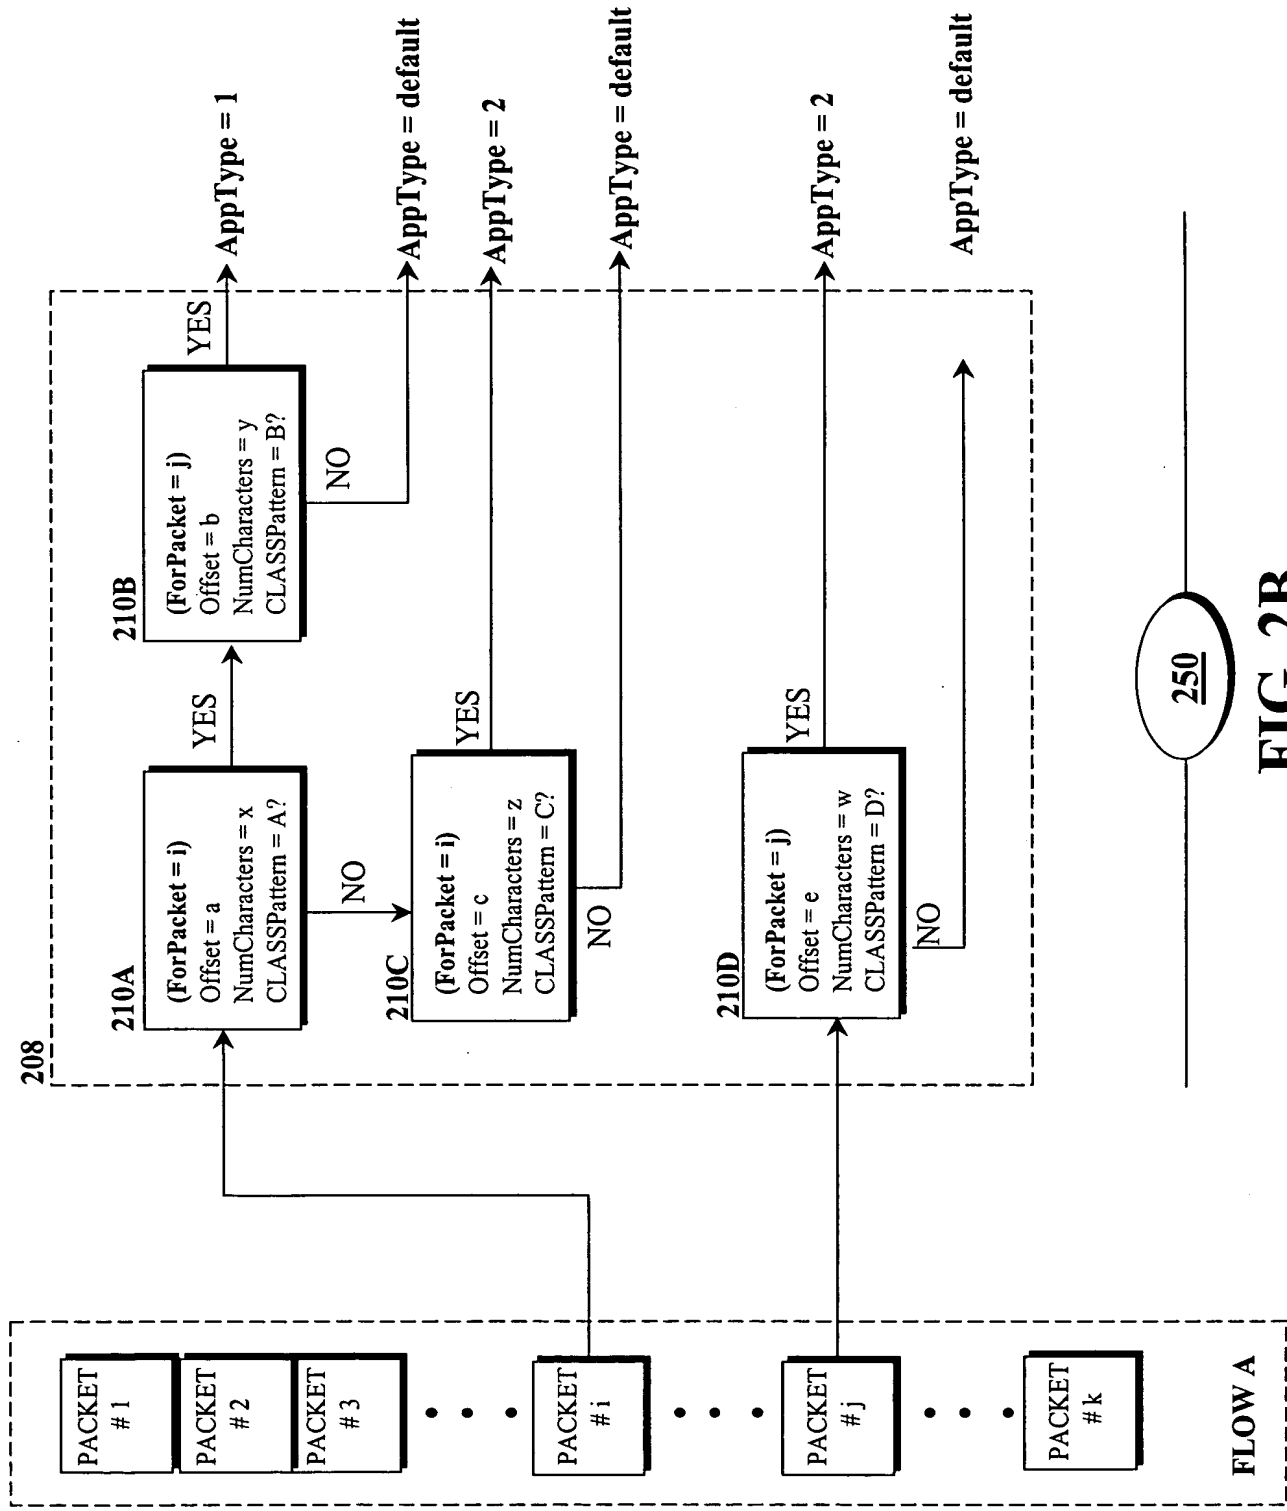 FLOW A
PACKET
# 1
PACKET
# 2
PACKET
# 3
PACKET
# i
PACKET
# j
PACKET
# k
208
210A
(ForPacket = i)
Offset = a
NumCharacters = x
CLASSPattern = A?
YES
NO
210B
(ForPacket = j)
Offset = b
NumCharacters = y
CLASSPattern = B?
YES
NO
AppType = 1
AppType = default
210C
(ForPacket = i)
Offset = c
NumCharacters = z
CLASSPattern = C?
YES
NO
AppType = 2
AppType = default
210D
(ForPacket = j)
Offset = e
NumCharacters = w
CLASSPattern = D?
YES
NO
AppType = 2
AppType = default
250
FIG. 2B